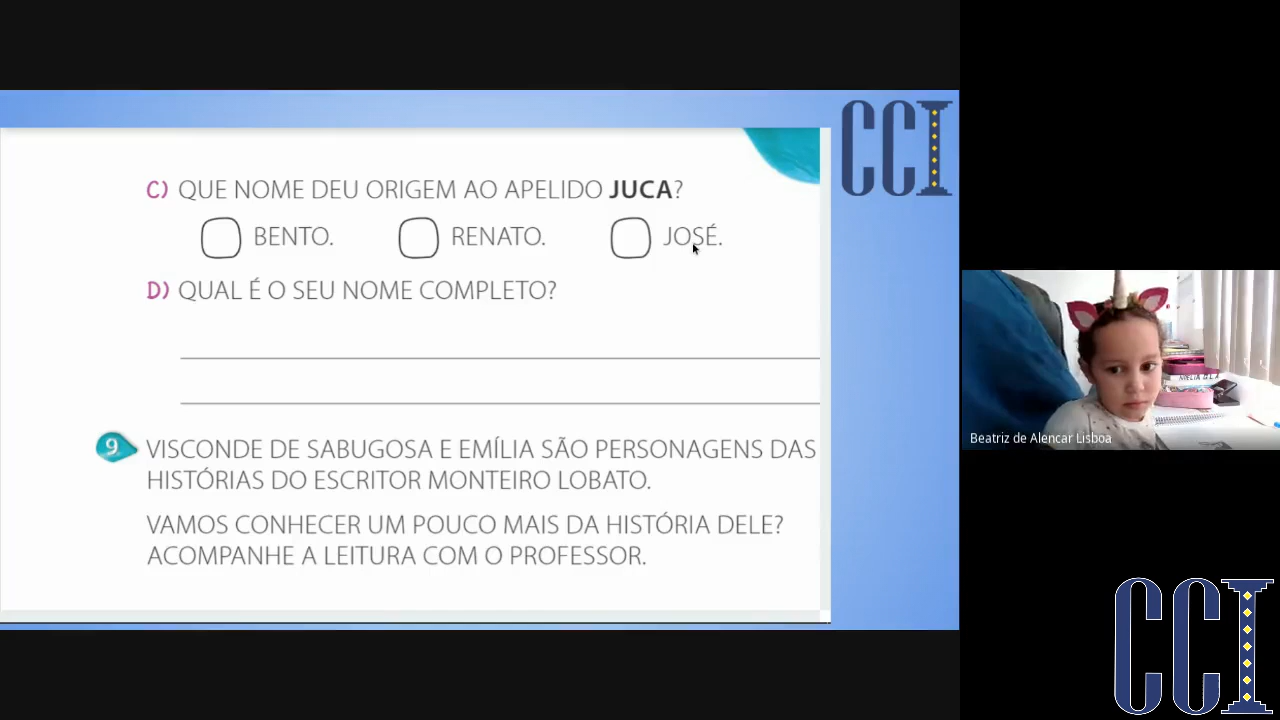 CCI
C) QUE NOME DEU ORIGEM AO APELIDO JUCA?
BENTO. RENATO. JOSÉ.
D) QUAL É O SEU NOME COMPLETO?
9 VISCONDE DE SABUGOSA E EMÍLIA SÃO PERSONAGENS DAS
HISTÓRIAS DO ESCRITOR MONTEIRO LOBATO.
VAMOS CONHECER UM POUCO MAIS DA HISTÓRIA DELE?
ACOMPANHE A LEITURA COM O PROFESSOR.
Beatriz de Alencar Lisboa
CCI